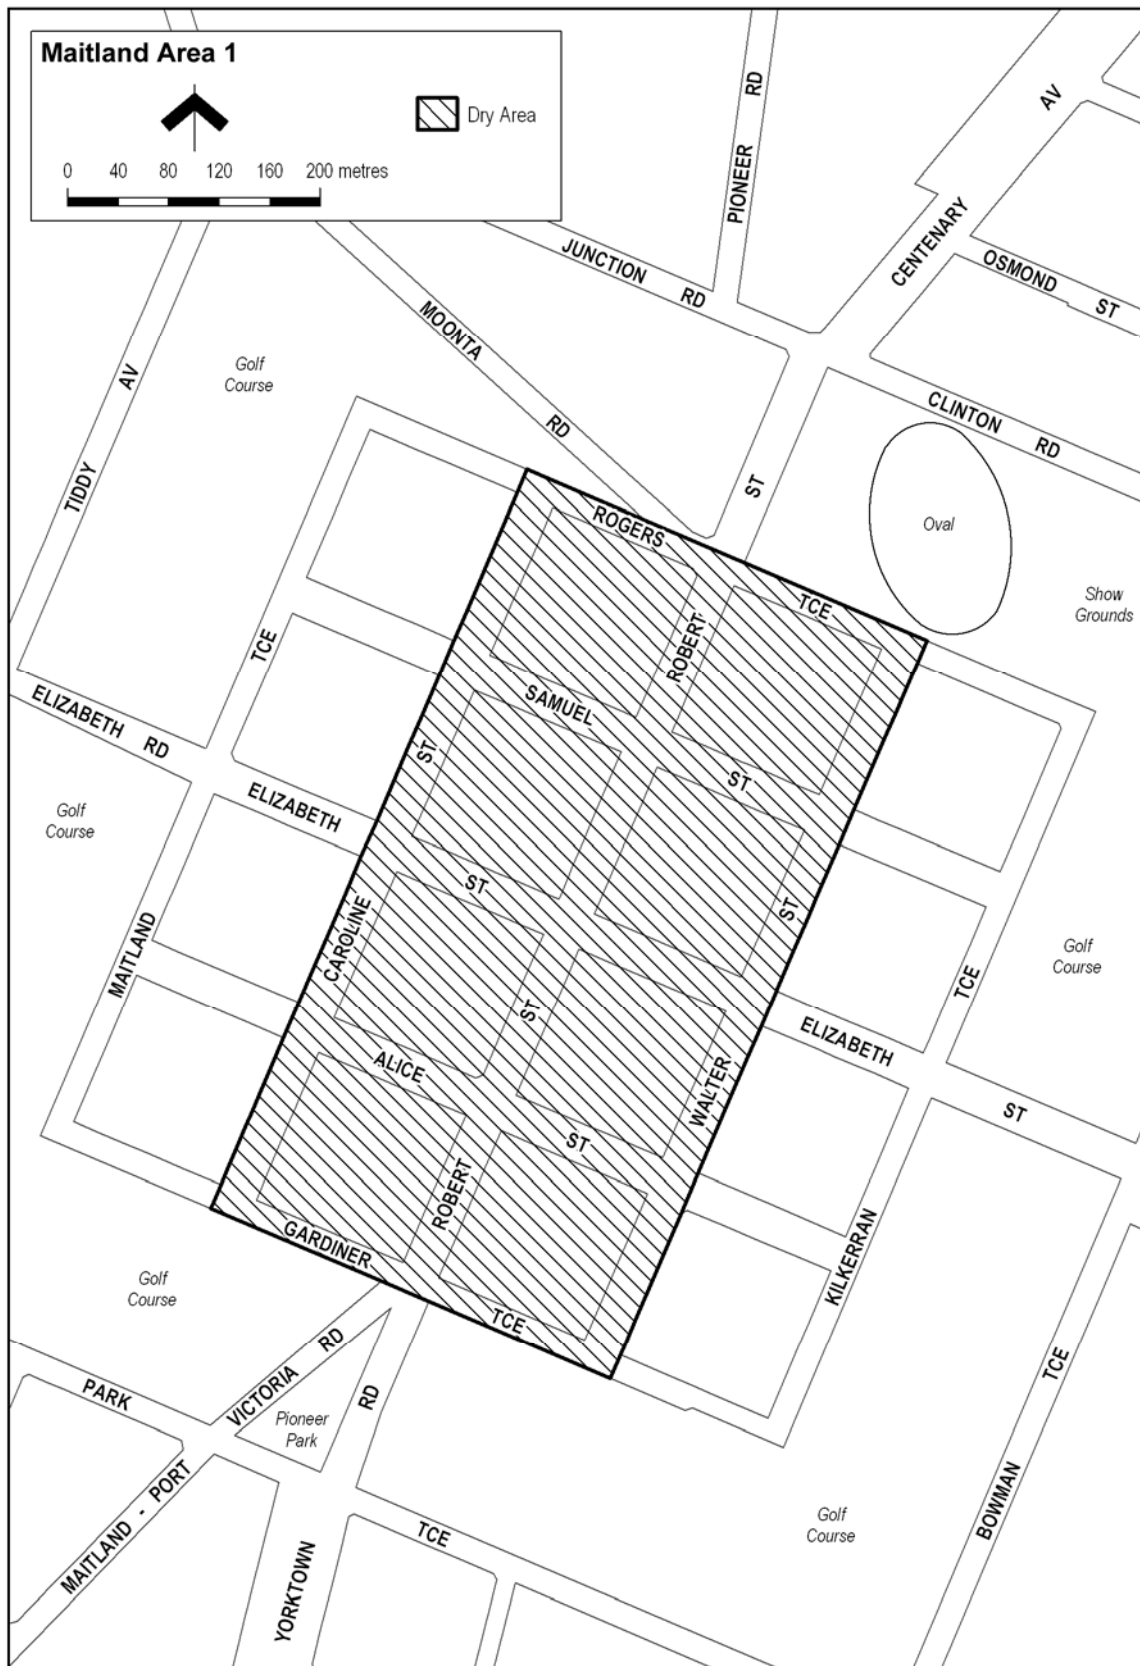 Maitland Area 1
Dry Area
0 40 80 120 160 200 metres
PIONEER RD
CENTENARY AV
OSMOND ST
JUNCTION RD
MOONTA RD
CLINTON RD
Golf
Course
TIDDY AV
ST
Oval
Show
Grounds
ROGERS TCE
ROBERT
TCE
SAMUEL ST
ST
ELIZABETH RD
ELIZABETH ST
Golf
Course
CAROLINE
ST
MAITLAND
ST
Golf
Course
TCE
ELIZABETH ST
WALTER
ALICE ST
ROBERT
KILKERRAN
GARDINER TCE
Golf
Course
VICTORIA RD
PARK
Pioneer
Park
RD
TCE
BOWMAN
MAITLAND - PORT
TCE
YORKTOWN
Golf
Course